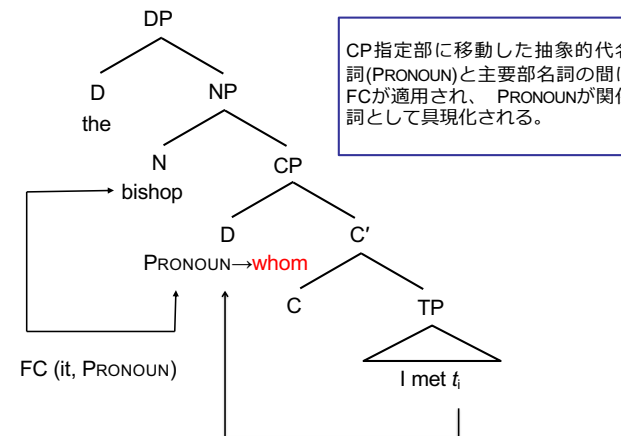 DP
CP指定部に移動した抽象的代名
詞(PRONOUN)と主要部名詞の間に
FCが適用され、 PRONOUNが関係
詞として具現化される。
D
NP
the
N
CP
bishop
D
C′
PRONOUN→whom
C
TP
FC (it, PRONOUN)
I met ti